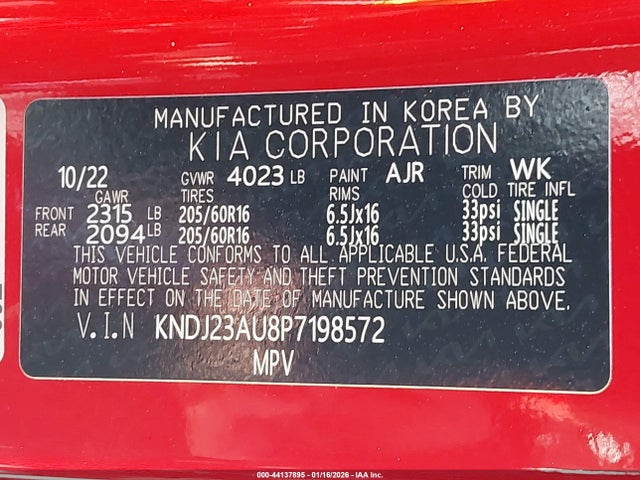 MANUFACTURED IN KOREA BY
KIA CORPORATION
10/22 GVWR 4023 LB PAINT AJR TRIM WK
GAWR TIRES RIMS COLD TIRE INFL
FRONT 2315 LB 205/60R16 6.5Jx16 33psi SINGLE
REAR 2094 LB 205/60R16 6.5Jx16 33psi SINGLE
THIS VEHICLE CONFORMS TO ALL APPLICABLE U.S.A. FEDERAL
MOTOR VEHICLE SAFETY AND THEFT PREVENTION STANDARDS
IN EFFECT ON THE DATE OF MANUFACTURE SHOWN ABOVE.
V.I.N KNDJ23AU8P7198572
MPV
000-44137895 - 01/16/2026 - IAA Inc.